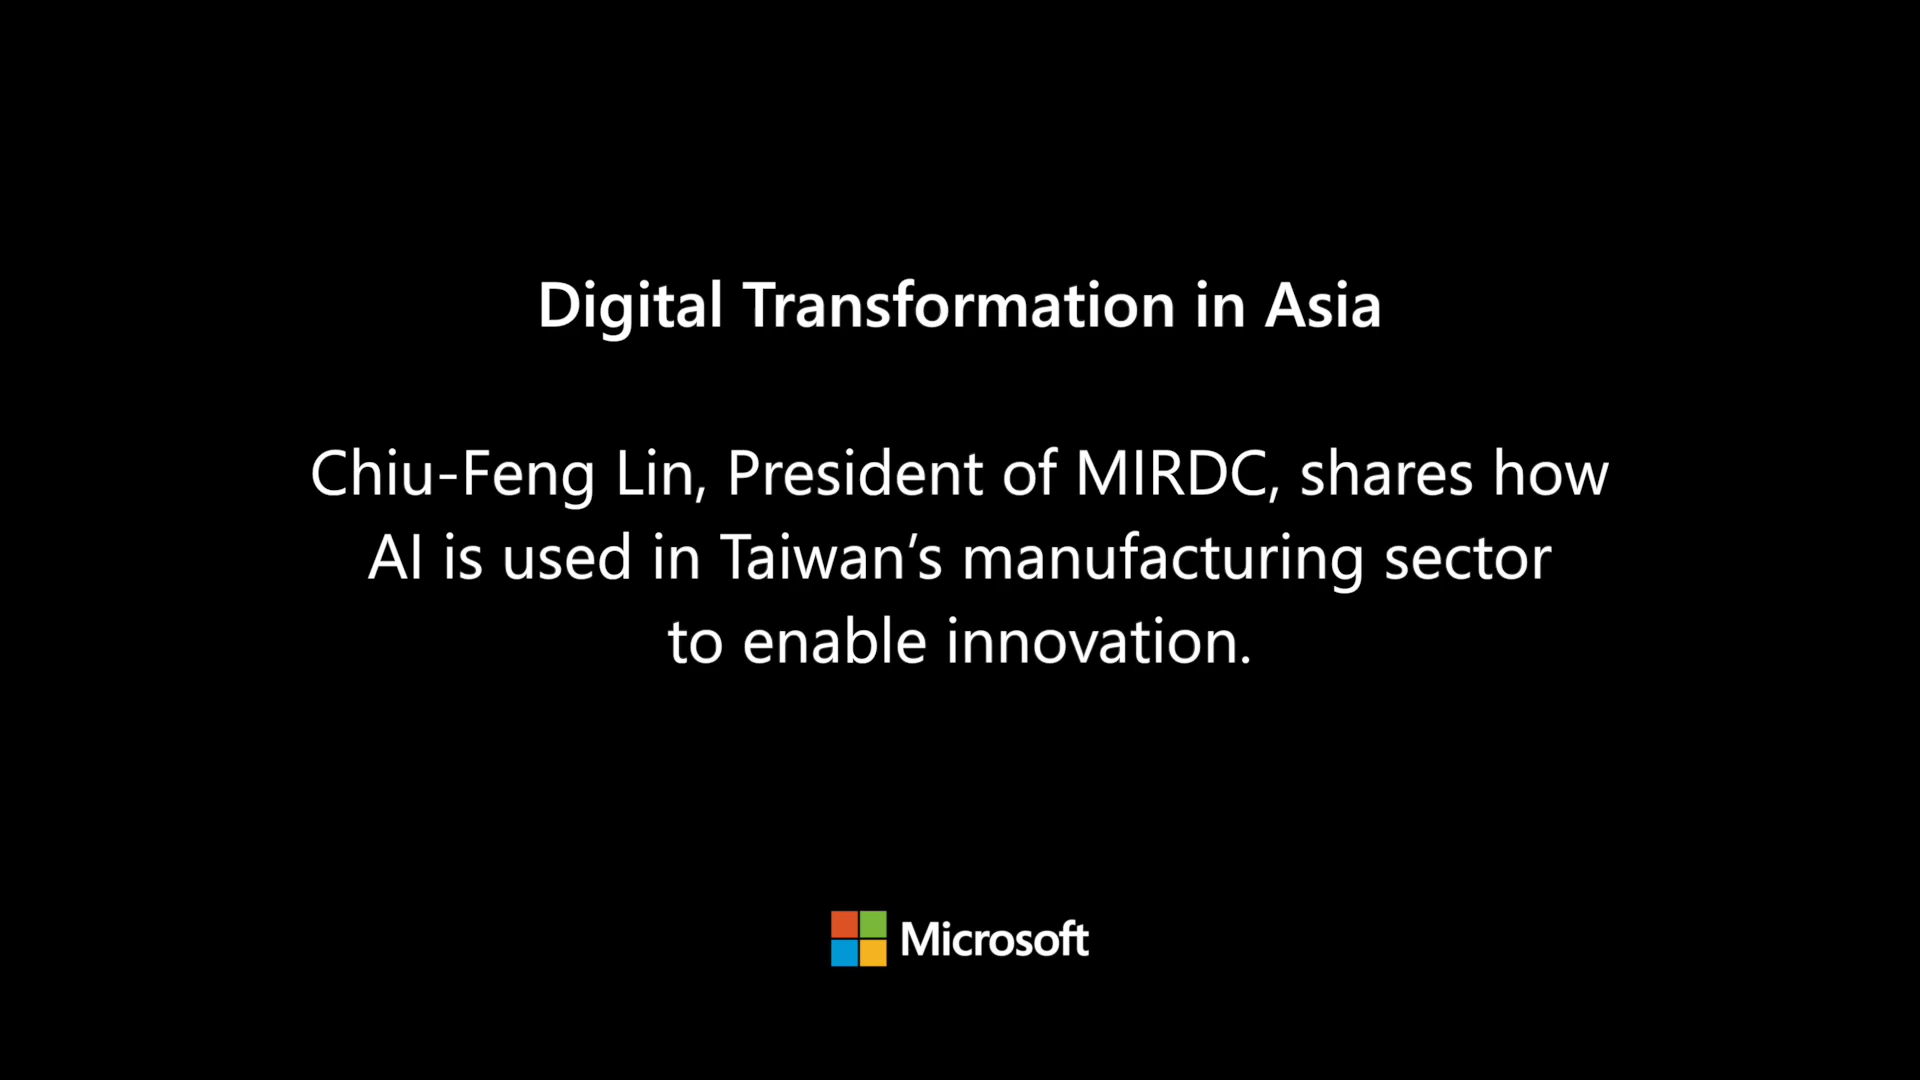 Digital Transformation in Asia
Chiu-Feng Lin, President of MIRDC, shares how
AI is used in Taiwan’s manufacturing sector
to enable innovation.
Microsoft